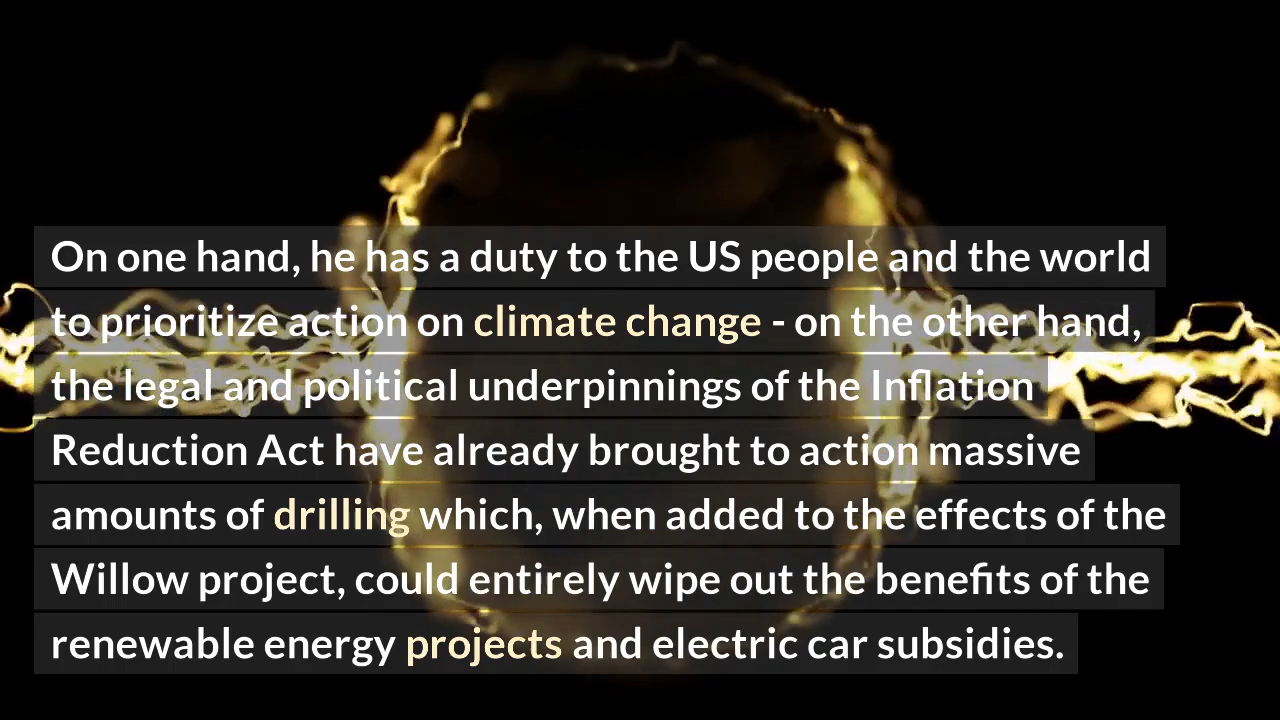 On one hand, he has a duty to the US people and the world
to prioritize action on climate change - on the other hand,
the legal and political underpinnings of the Inflation
Reduction Act have already brought to action massive
amounts of drilling which, when added to the effects of the
Willow project, could entirely wipe out the benefits of the
renewable energy projects and electric car subsidies.